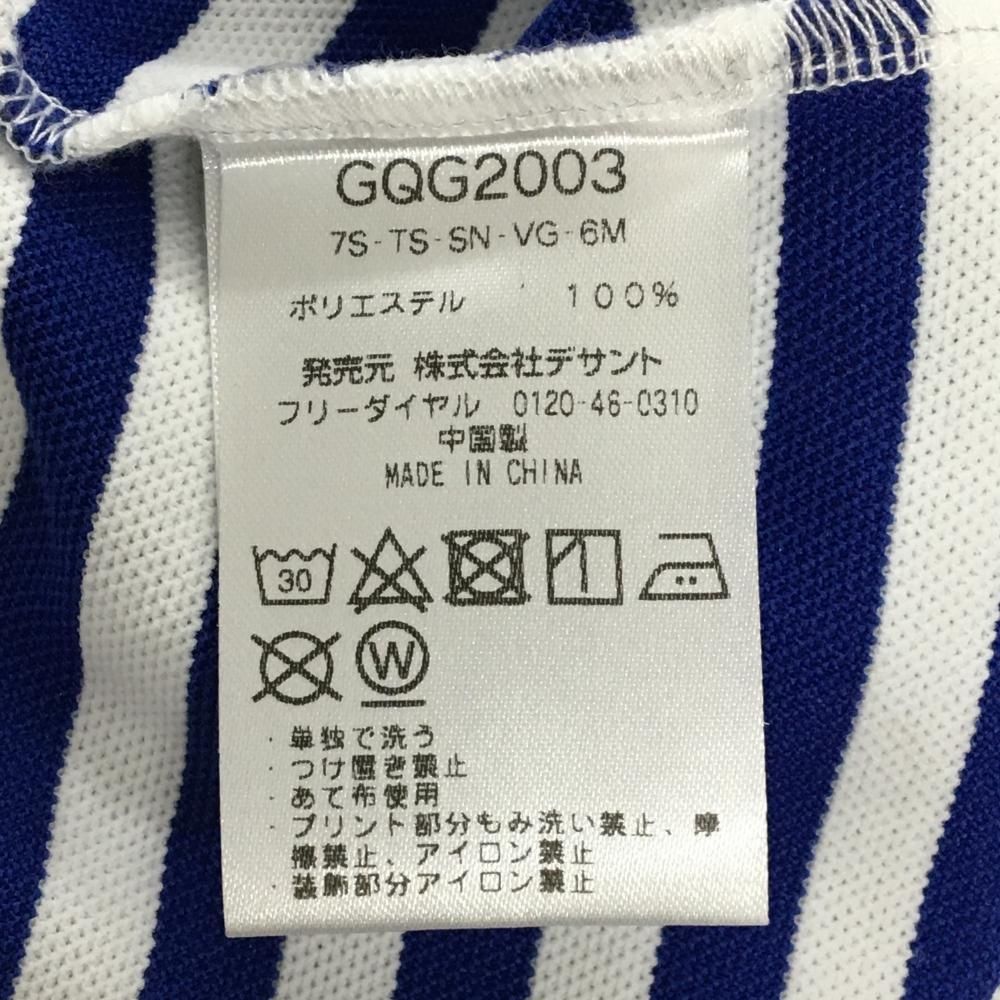 GQG2003
7S-TS-SN-VG-6M
ポリエステル 100%
発売元 株式会社デサント
フリーダイヤル 0120-46-0310
中国製
MADE IN CHINA
30
W
・単独で洗う
・つけ置き禁止
・あて布使用
・プリント部分もみ洗い禁止、摩
擦禁止、アイロン禁止
・装飾部分アイロン禁止